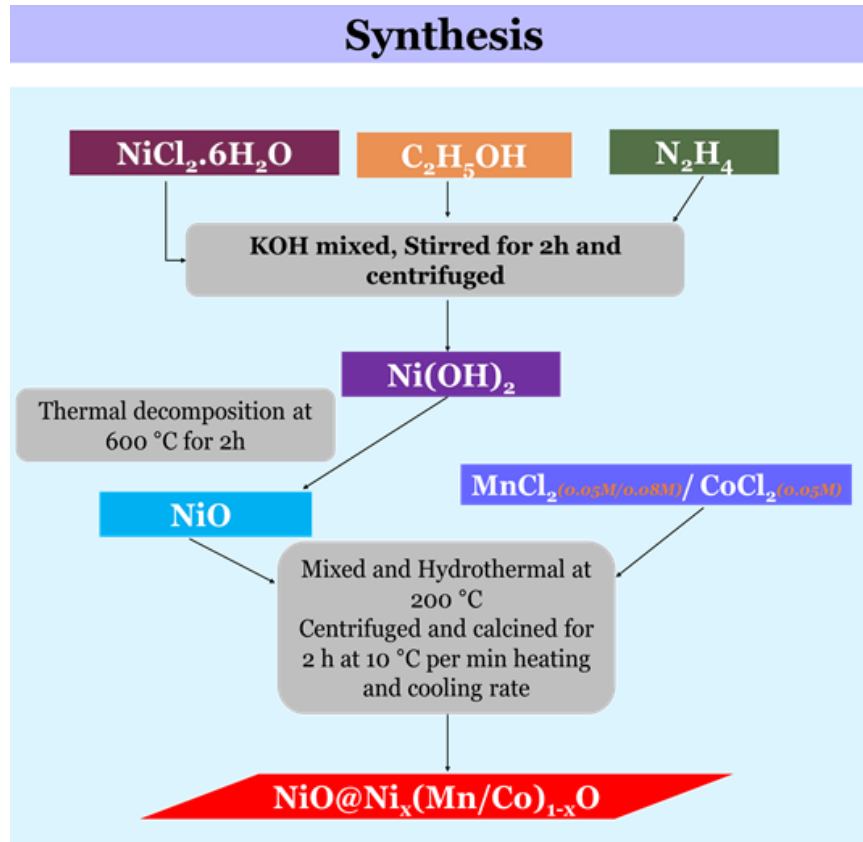 Synthesis
NiCl₂.6H₂O
C₂H₅OH
N₂H₄
KOH mixed, Stirred for 2h and
centrifuged
Ni(OH)₂
Thermal decomposition at
600 °C for 2h
MnCl₂(0.05M/0.08M)/ CoCl₂(0.05M)
NiO
Mixed and Hydrothermal at
200 °C
Centrifuged and calcined for
2 h at 10 °C per min heating
and cooling rate
NiO@Niₓ(Mn/Co)₁₋ₓO